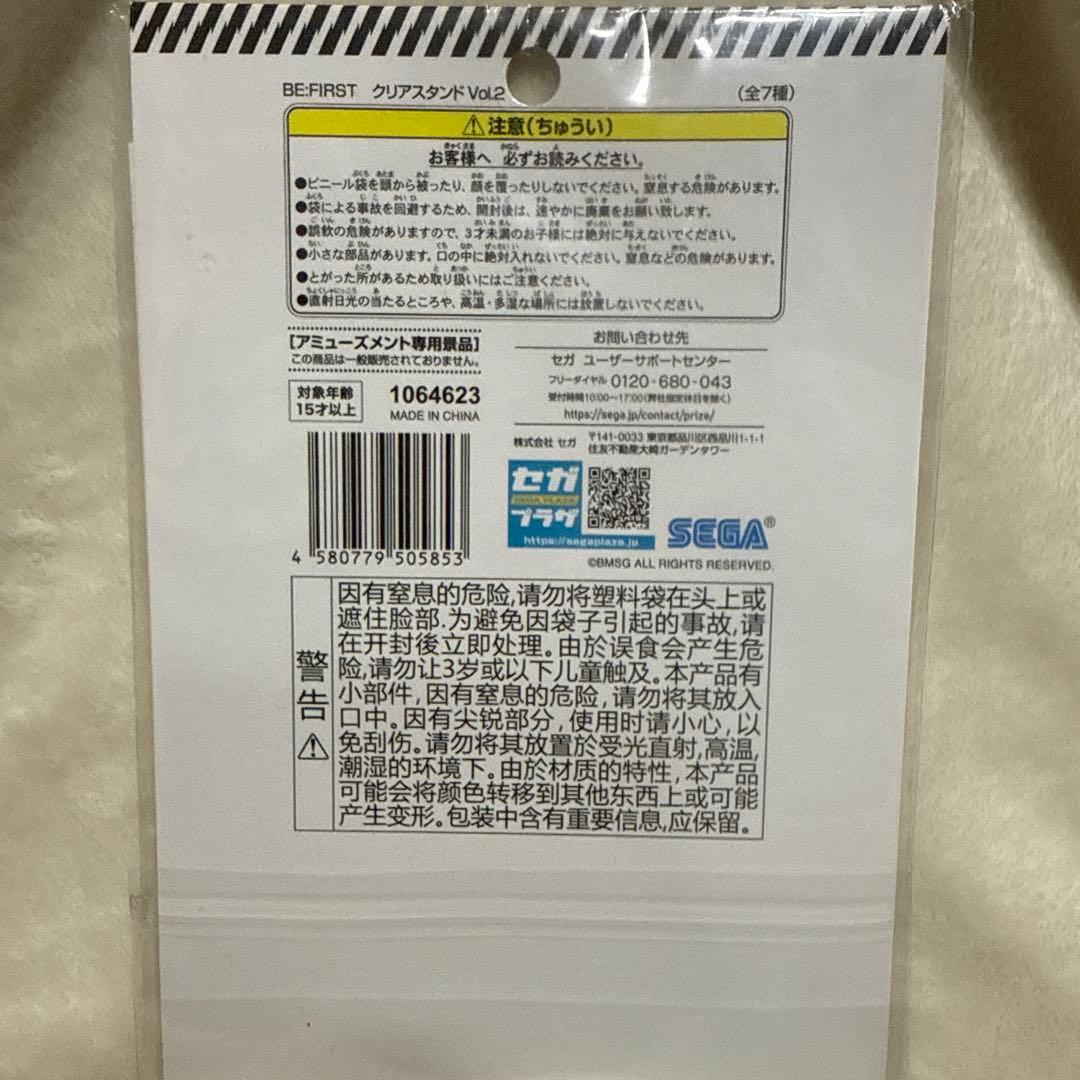 BE:FIRST クリアスタンド Vol.2 (全7種)
⚠注意(ちゅうい)
お客様へ 必ずお読みください。
●ビニール袋を頭から被ったり、顔を覆ったりしないでください。窒息する危険があります。
●袋による事故を回避するため、開封後は、速やかに廃棄をお願い致します。
●誤飲の危険がありますので、3才未満のお子様には絶対に与えないでください。
●小さな部品があります。口の中に絶対入れないでください。窒息などの危険があります。
●とがった所があるため取り扱いにはご注意ください。
●直射日光の当たるところや、高温・多湿な場所には放置しないでください。
[アミューズメント専用景品]
この商品は一般販売されておりません。
対象年齢
15才以上
1064623
MADE IN CHINA
4 580779 505853
お問い合わせ先
セガ ユーザーサポートセンター
フリーダイヤル 0120-680-043
受付時間10:00〜17:00(弊社指定休日を除く)
https://sega.jp/contact/prize/
株式会社 セガ 〒141-0033 東京都品川区西品川1-1-1
住友不動産大崎ガーデンタワー
セガ
SEGA PLAZA
プラザ
https://segaplaza.jp
SEGA®
©BMSG ALL RIGHTS RESERVED.
警告⚠
因有窒息的危险,请勿将塑料袋在头上或
遮住脸部.为避免因袋子引起的事故,请
在开封後立即处理。由於误食会产生危
险,请勿让3岁或以下儿童触及。本产品有
小部件,因有窒息的危险,请勿将其放入
口中。因有尖锐部分,使用时请小心,以
免刮伤。请勿将其放置於受光直射,高温,
潮湿的环境下。由於材质的特性,本产品
可能会将颜色转移到其他东西上或可能
产生变形。包装中含有重要信息,应保留。